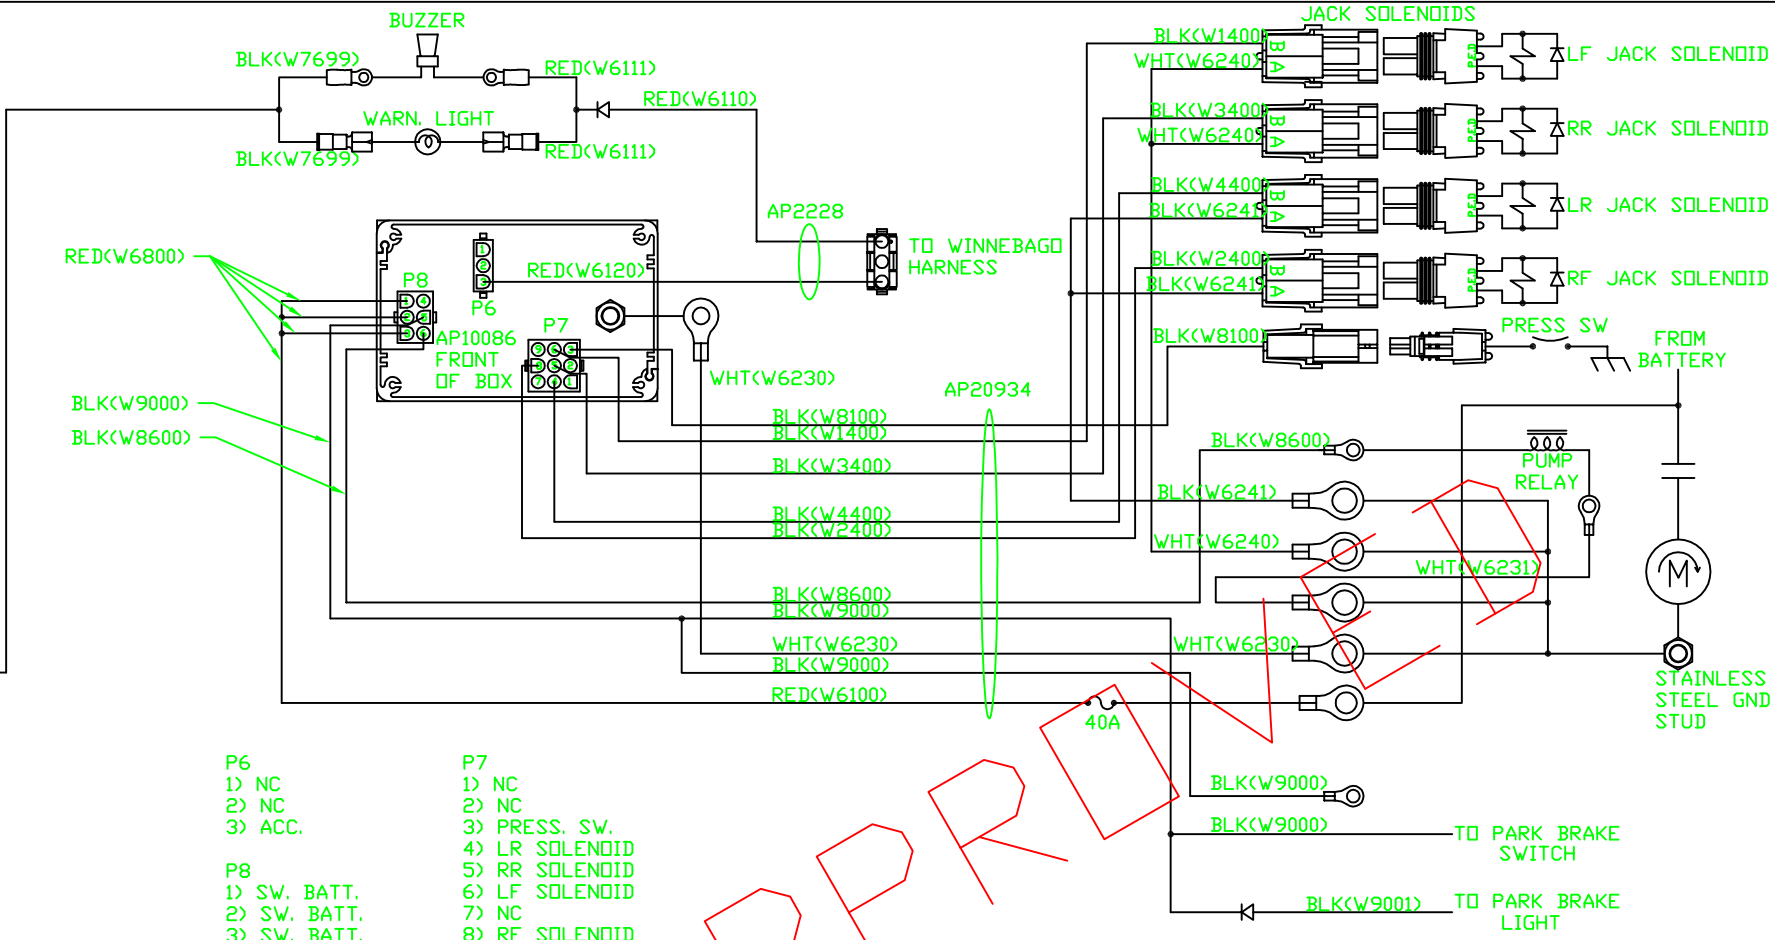 BUZZER
BLK(W7699)
RED(W6111)
RED(W6110)
WARN. LIGHT
BLK(W7699)
RED(W6111)
JACK SOLENOIDS
BLK(W1400)
WHT(W6240)
B
A
P.E.D
LF JACK SOLENOID
BLK(W3400)
WHT(W6240)
B
A
P.E.D
RR JACK SOLENOID
BLK(W4400)
BLK(W6241)
B
A
P.E.D
LR JACK SOLENOID
BLK(W2400)
BLK(W6241)
B
A
P.E.D
RF JACK SOLENOID
BLK(W8100)
PRESS SW
FROM
BATTERY
AP2228
TO WINNEBAGO
HARNESS
RED(W6800)
RED(W6120)
P8
P6
P7
AP10086
FRONT
OF BOX
WHT(W6230)
AP20934
BLK(W9000)
BLK(W8600)
BLK(W8100)
BLK(W1400)
BLK(W3400)
BLK(W4400)
BLK(W2400)
BLK(W8600)
BLK(W9000)
WHT(W6230)
BLK(W9000)
RED(W6100)
40A
BLK(W8600)
PUMP
RELAY
BLK(W6241)
WHT(W6240)
WHT(W6231)
WHT(W6230)
M
STAINLESS
STEEL GND
STUD
BLK(W9000)
BLK(W9000)
TO PARK BRAKE
SWITCH
BLK(W9001)
TO PARK BRAKE
LIGHT
P6
1) NC
2) NC
3) ACC.
P8
1) SW. BATT.
2) SW. BATT.
3) SW. BATT.
P7
1) NC
2) NC
3) PRESS. SW.
4) LR SOLENOID
5) RR SOLENOID
6) LF SOLENOID
7) NC
8) RF SOLENOID
PPROVED